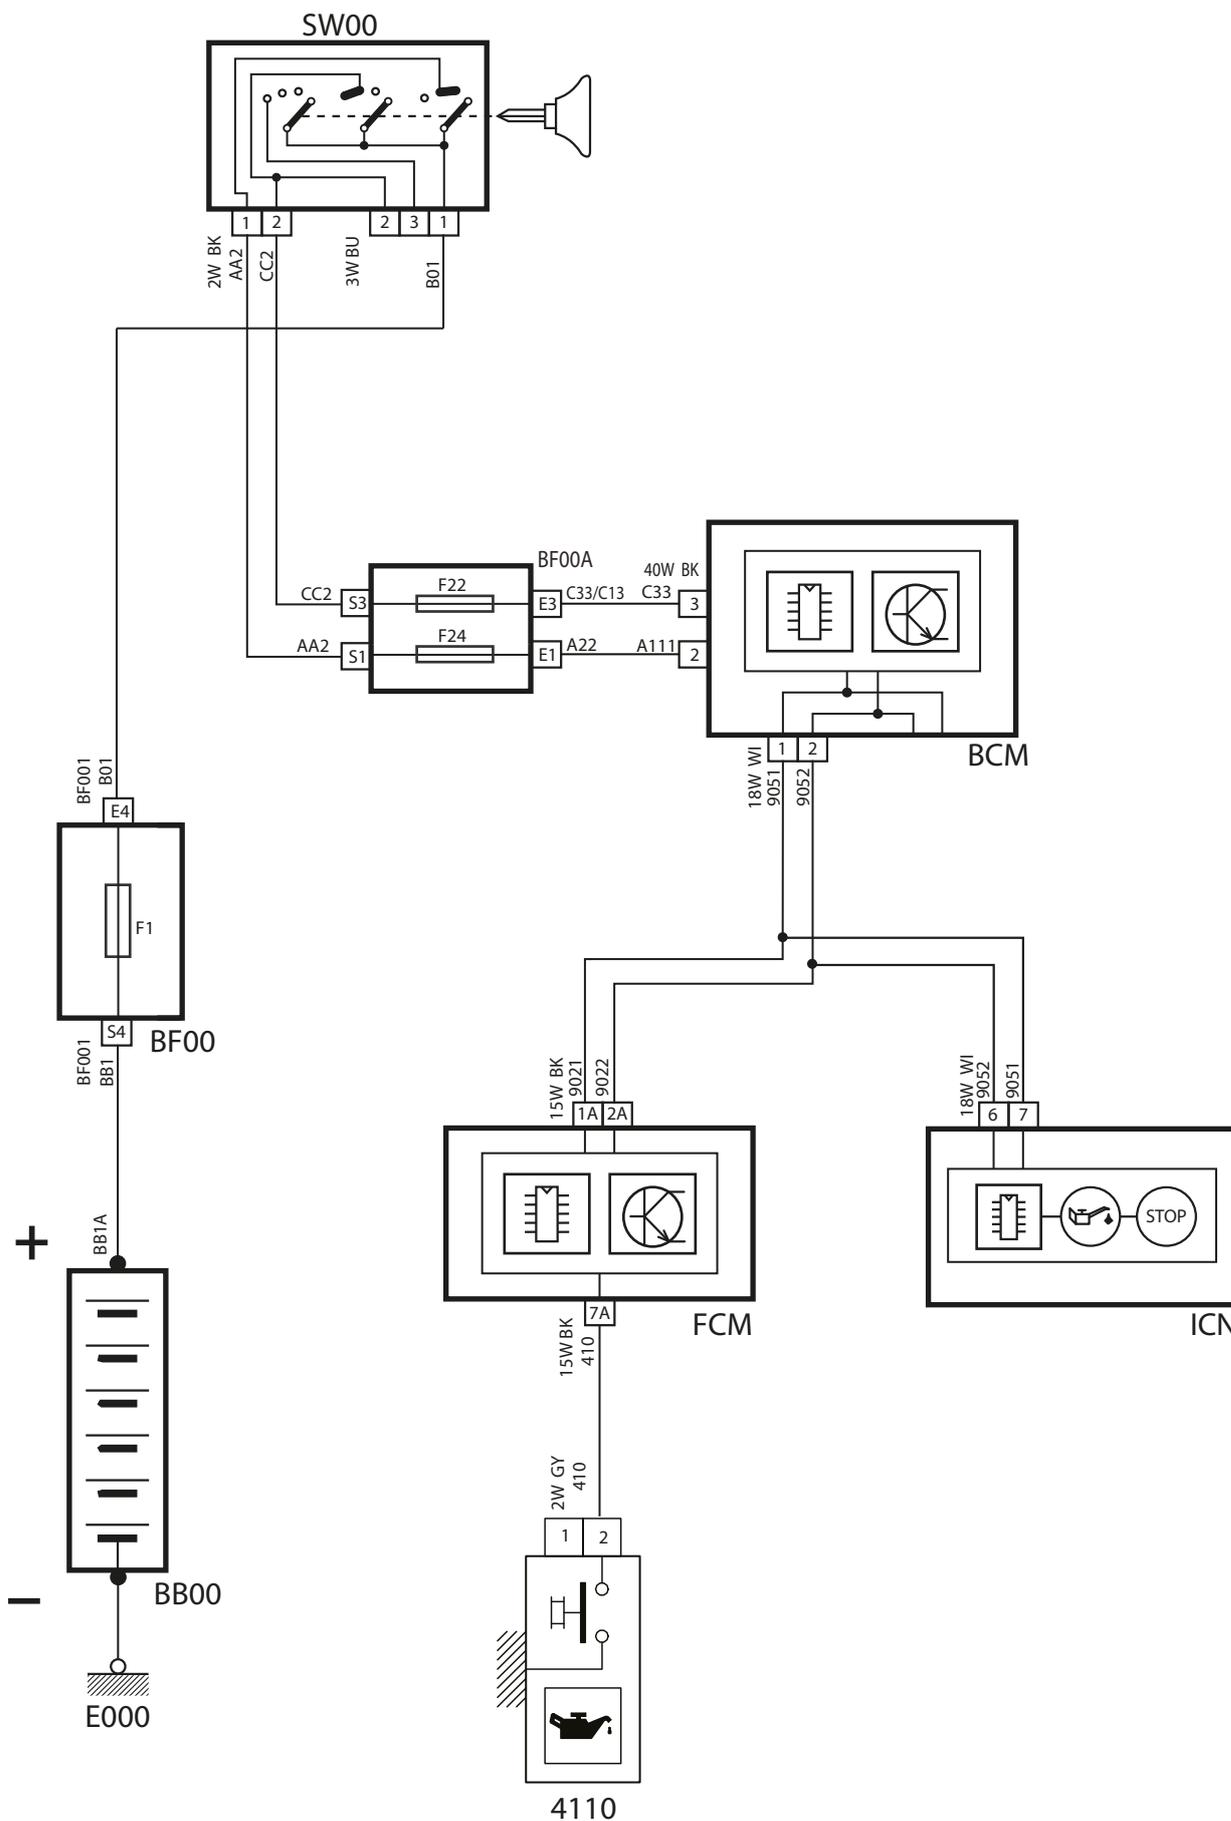 SW00
1
2
2
3
1
2W BK
AA2
CC2
3W BU
B01
BF00A
40W BK
CC2
S3
F22
E3
C33/C13
C33
3
AA2
S1
F24
E1
A22
A111
2
BCM
1
2
18W WI
9051
9052
BF001
B01
E4
F1
S4
BF00
BF001
BB1
15W BK
9021
9022
1A
2A
18W WI
9052
9051
6
7
STOP
+
BB1A
7A
FCM
ICN
15W BK
410
2W GY
410
1
2
–
BB00
E000
4110